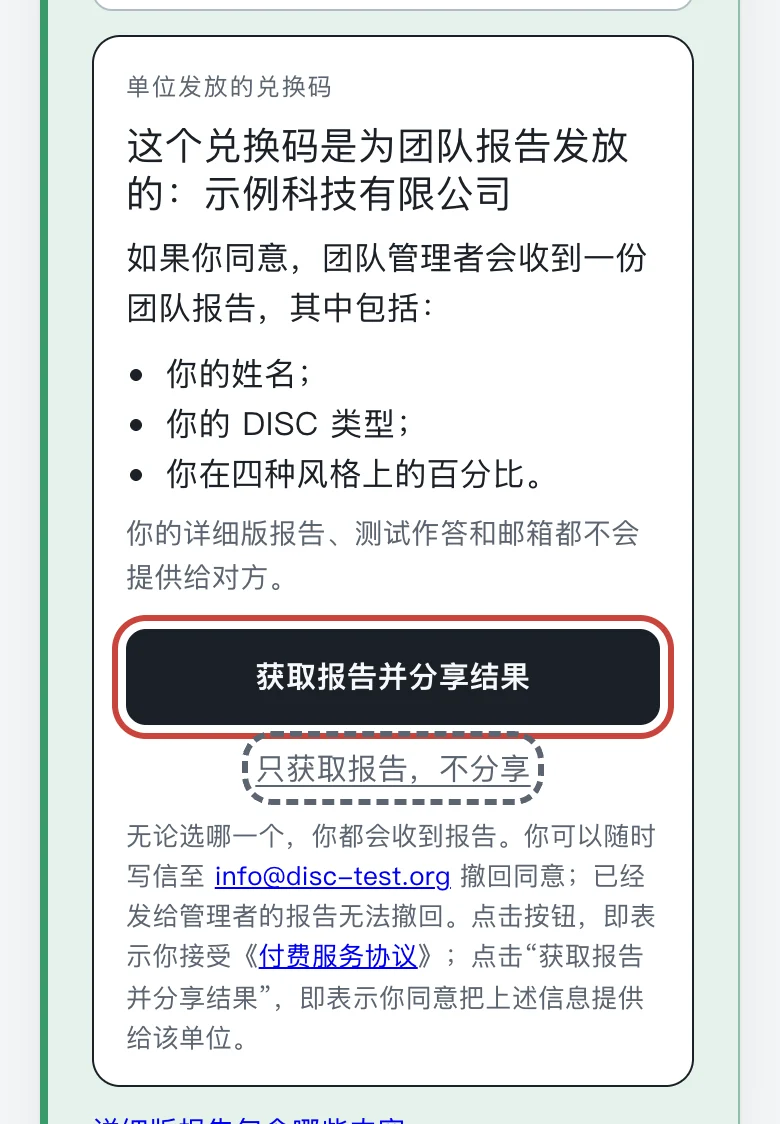 单位发放的兑换码
这个兑换码是为团队报告发放
的：示例科技有限公司
如果你同意，团队管理者会收到一份
团队报告，其中包括：
• 你的姓名；
• 你的 DISC 类型；
• 你在四种风格上的百分比。
你的详细版报告、测试作答和邮箱都不会
提供给对方。
获取报告并分享结果
只获取报告，不分享
无论选哪一个，你都会收到报告。你可以随时
写信至 info@disc-test.org 撤回同意；已经
发给管理者的报告无法撤回。点击按钮，即表
示你接受《付费服务协议》；点击“获取报告
并分享结果”，即表示你同意把上述信息提供
给该单位。